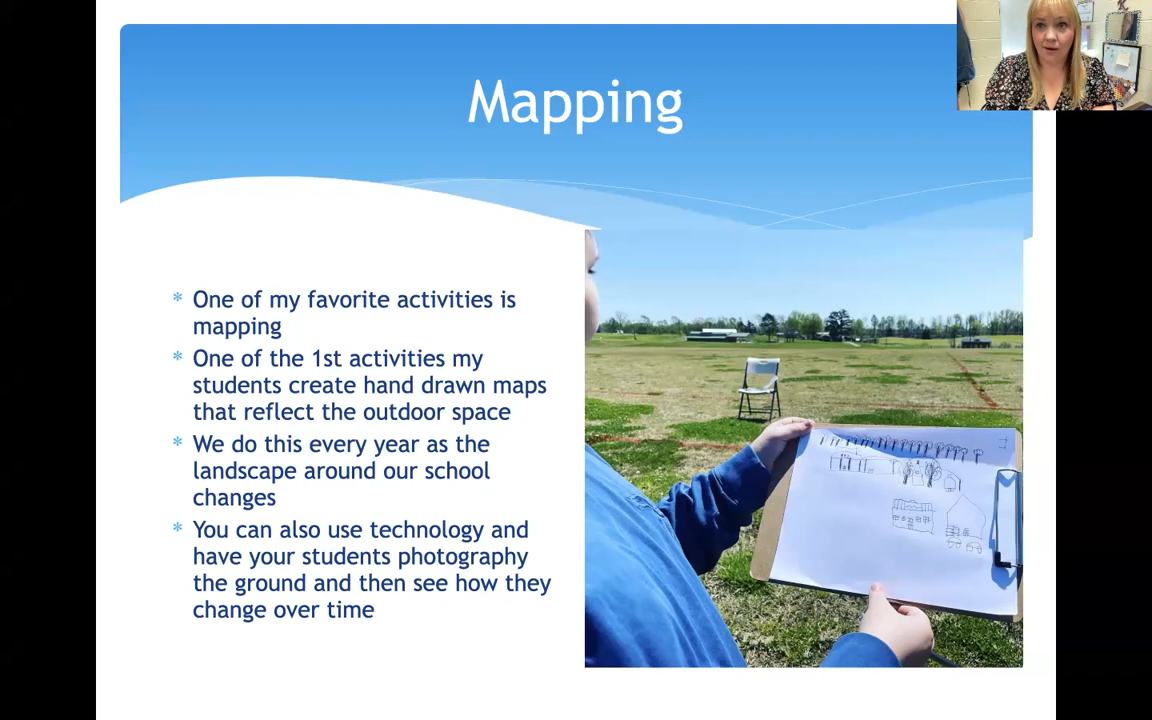 Mapping
* One of my favorite activities is
mapping
* One of the 1st activities my
students create hand drawn maps
that reflect the outdoor space
* We do this every year as the
landscape around our school
changes
* You can also use technology and
have your students photography
the ground and then see how they
change over time